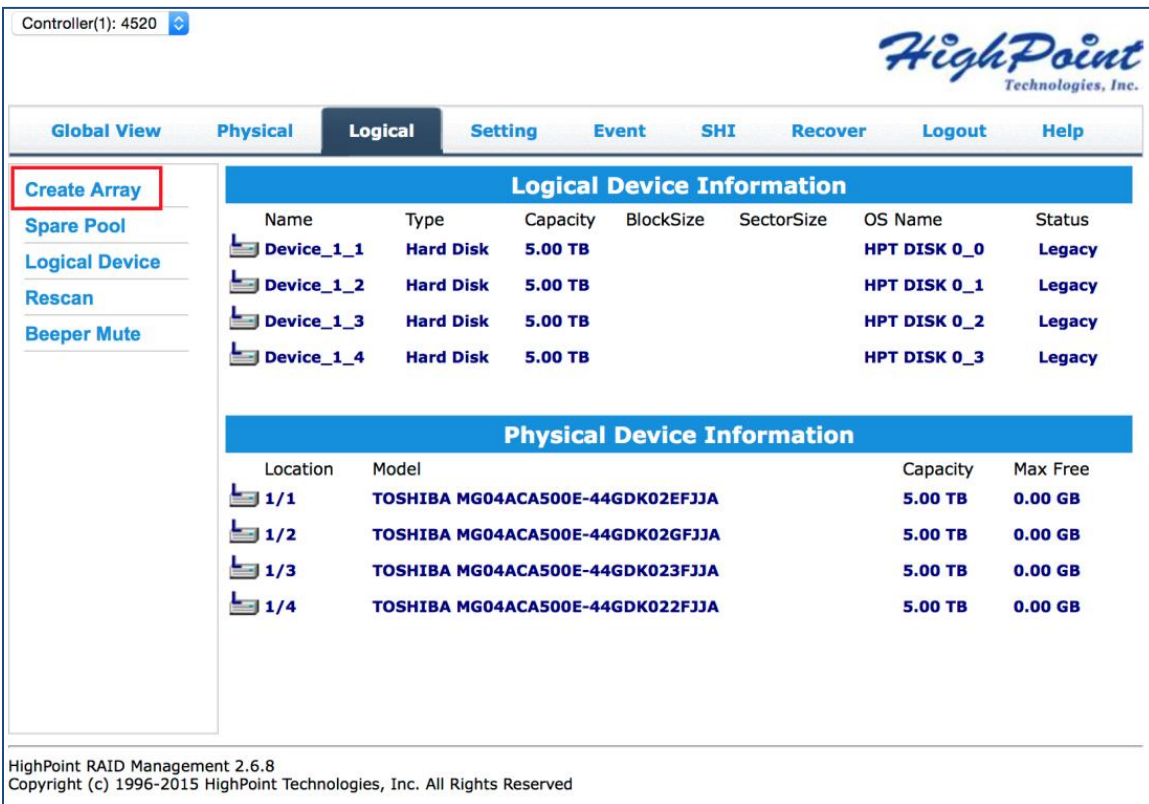 Controller(1): 4520
HighPoint
Technologies, Inc.
Global View Physical Logical Setting Event SHI Recover Logout Help
Create Array
Spare Pool
Logical Device
Rescan
Beeper Mute
Logical Device Information
Name Type Capacity BlockSize SectorSize OS Name Status
Device_1_1 Hard Disk 5.00 TB HPT DISK 0_0 Legacy
Device_1_2 Hard Disk 5.00 TB HPT DISK 0_1 Legacy
Device_1_3 Hard Disk 5.00 TB HPT DISK 0_2 Legacy
Device_1_4 Hard Disk 5.00 TB HPT DISK 0_3 Legacy
Physical Device Information
Location Model Capacity Max Free
1/1 TOSHIBA MG04ACA500E-44GDK02EFJJA 5.00 TB 0.00 GB
1/2 TOSHIBA MG04ACA500E-44GDK02GFJJA 5.00 TB 0.00 GB
1/3 TOSHIBA MG04ACA500E-44GDK023FJJA 5.00 TB 0.00 GB
1/4 TOSHIBA MG04ACA500E-44GDK022FJJA 5.00 TB 0.00 GB
HighPoint RAID Management 2.6.8
Copyright (c) 1996-2015 HighPoint Technologies, Inc. All Rights Reserved